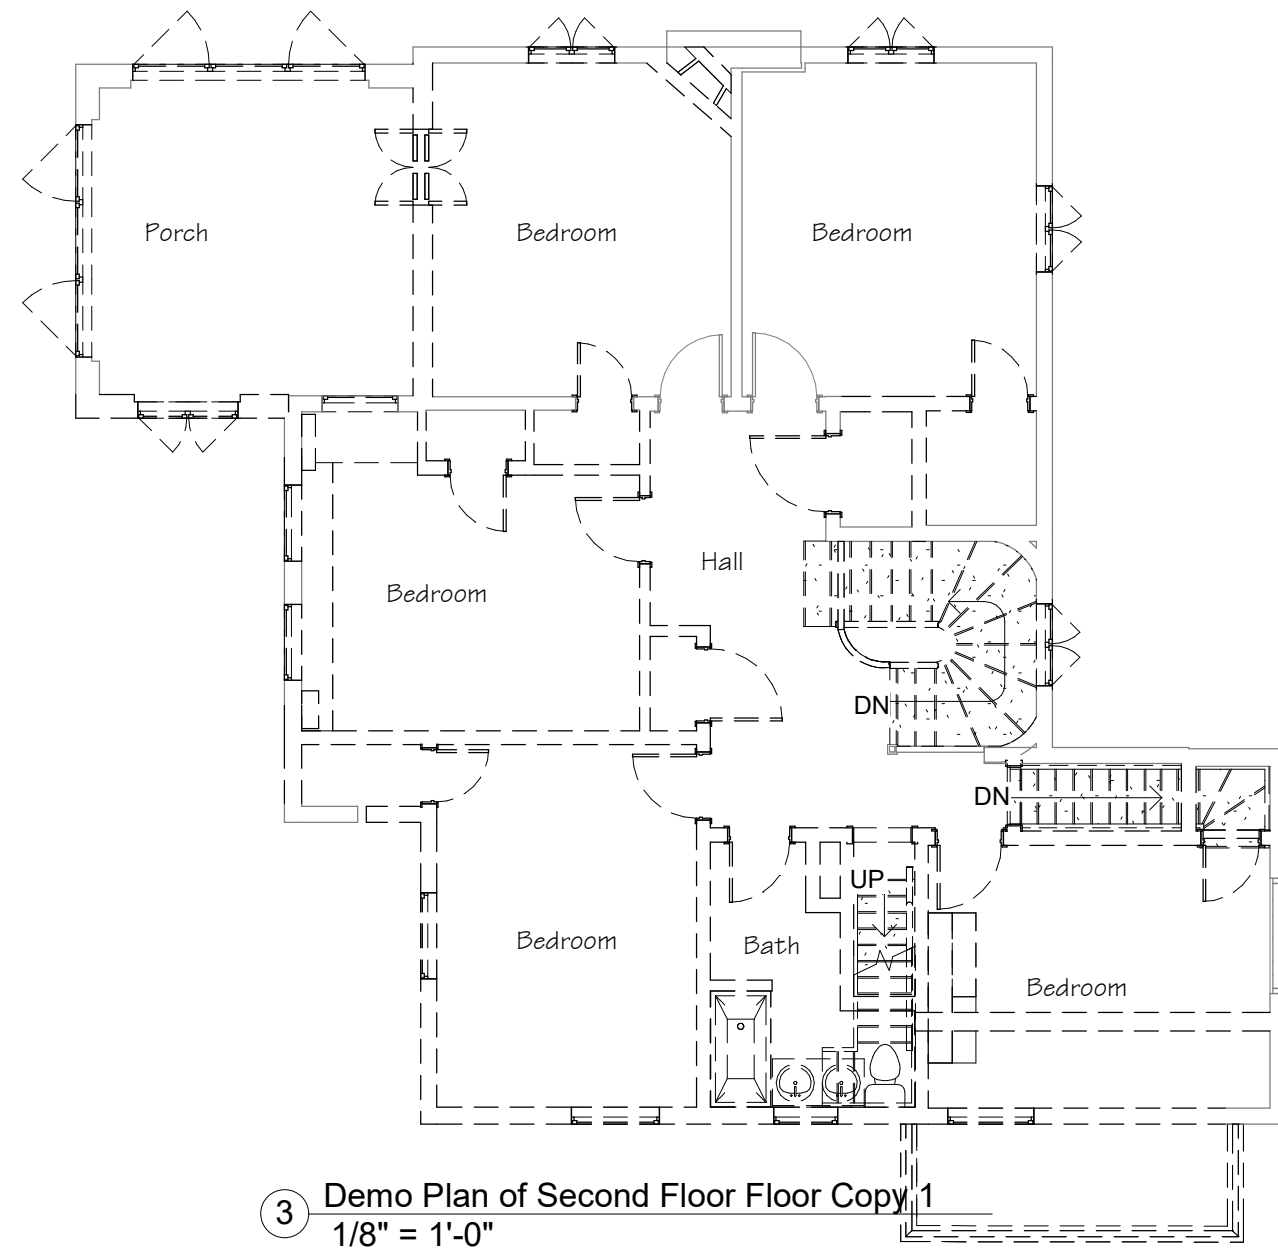 Porch
Bedroom
Bedroom
Hall
Bedroom
DN
DN
UP
Bedroom
Bath
Bedroom
3
Demo Plan of Second Floor Floor Copy 1
1/8" = 1'-0"